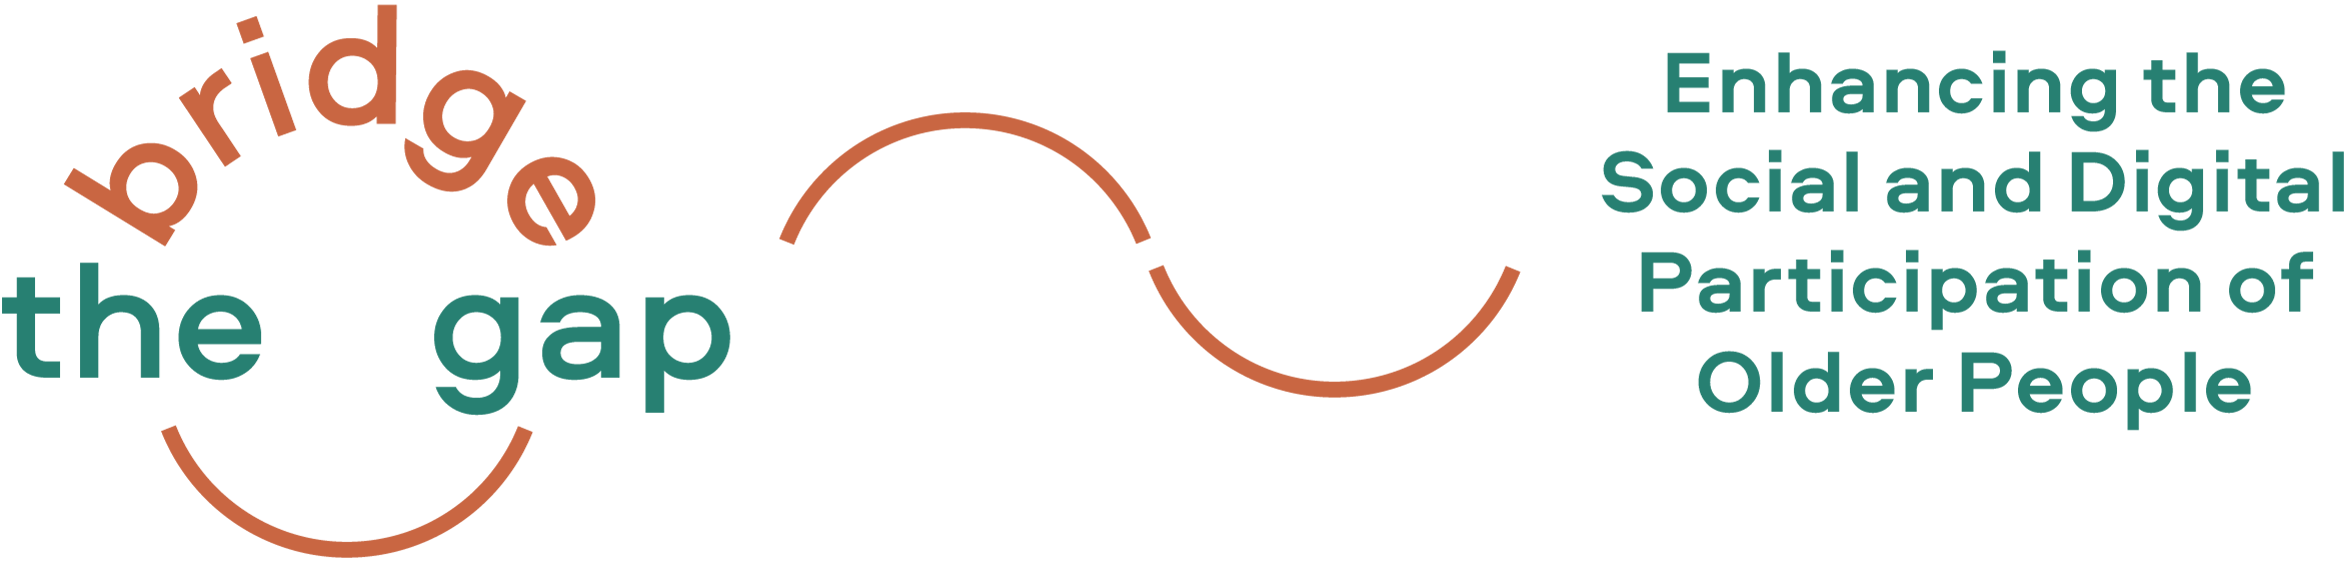 bridge
the gap
Enhancing the
Social and Digital
Participation of
Older People